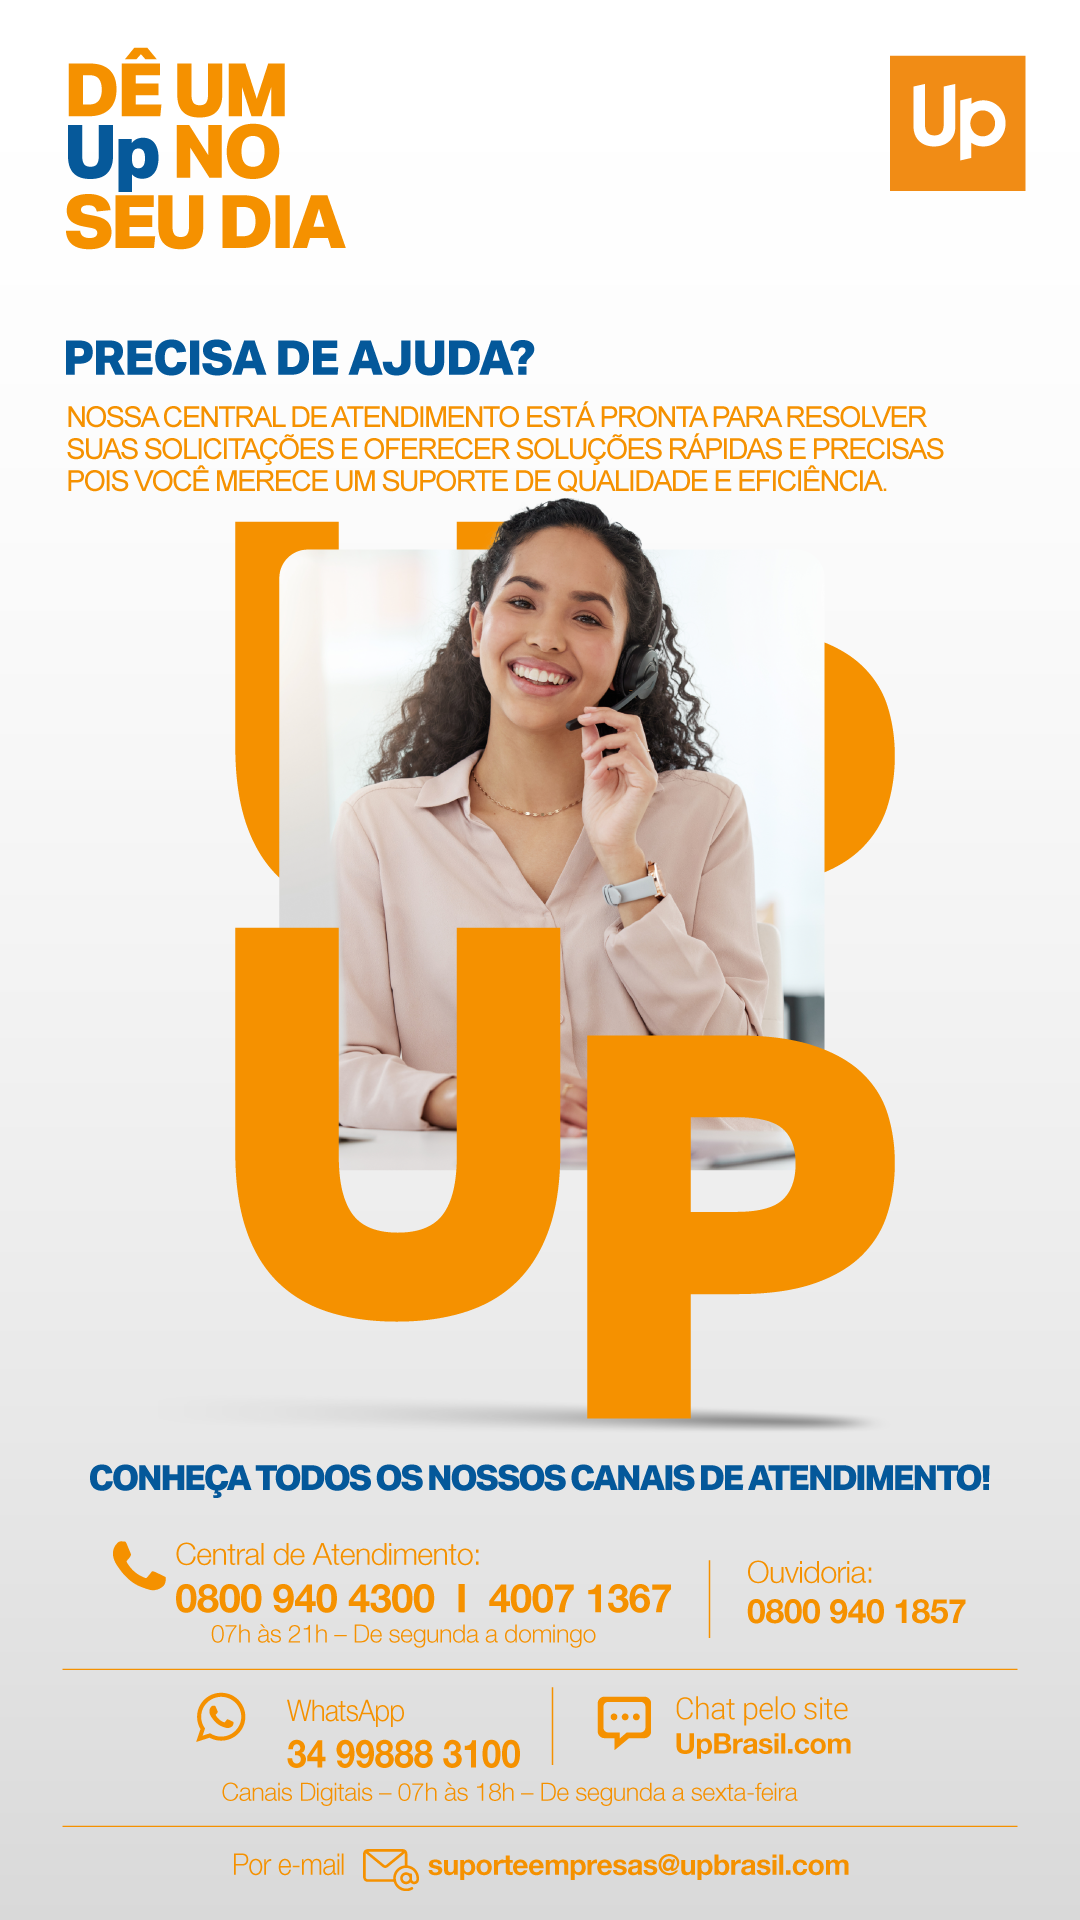 DÊ UM
Up NO
SEU DIA
Up
PRECISA DE AJUDA?
NOSSA CENTRAL DE ATENDIMENTO ESTÁ PRONTA PARA RESOLVER
SUAS SOLICITAÇÕES E OFERECER SOLUÇÕES RÁPIDAS E PRECISAS
POIS VOCÊ MERECE UM SUPORTE DE QUALIDADE E EFICIÊNCIA.
Up
CONHEÇA TODOS OS NOSSOS CANAIS DE ATENDIMENTO!
Central de Atendimento:
0800 940 4300 I 4007 1367
07h às 21h – De segunda a domingo
Ouvidoria:
0800 940 1857
WhatsApp
34 99888 3100
Chat pelo site
UpBrasil.com
Canais Digitais – 07h às 18h – De segunda a sexta-feira
Por e-mail suporteempresas@upbrasil.com